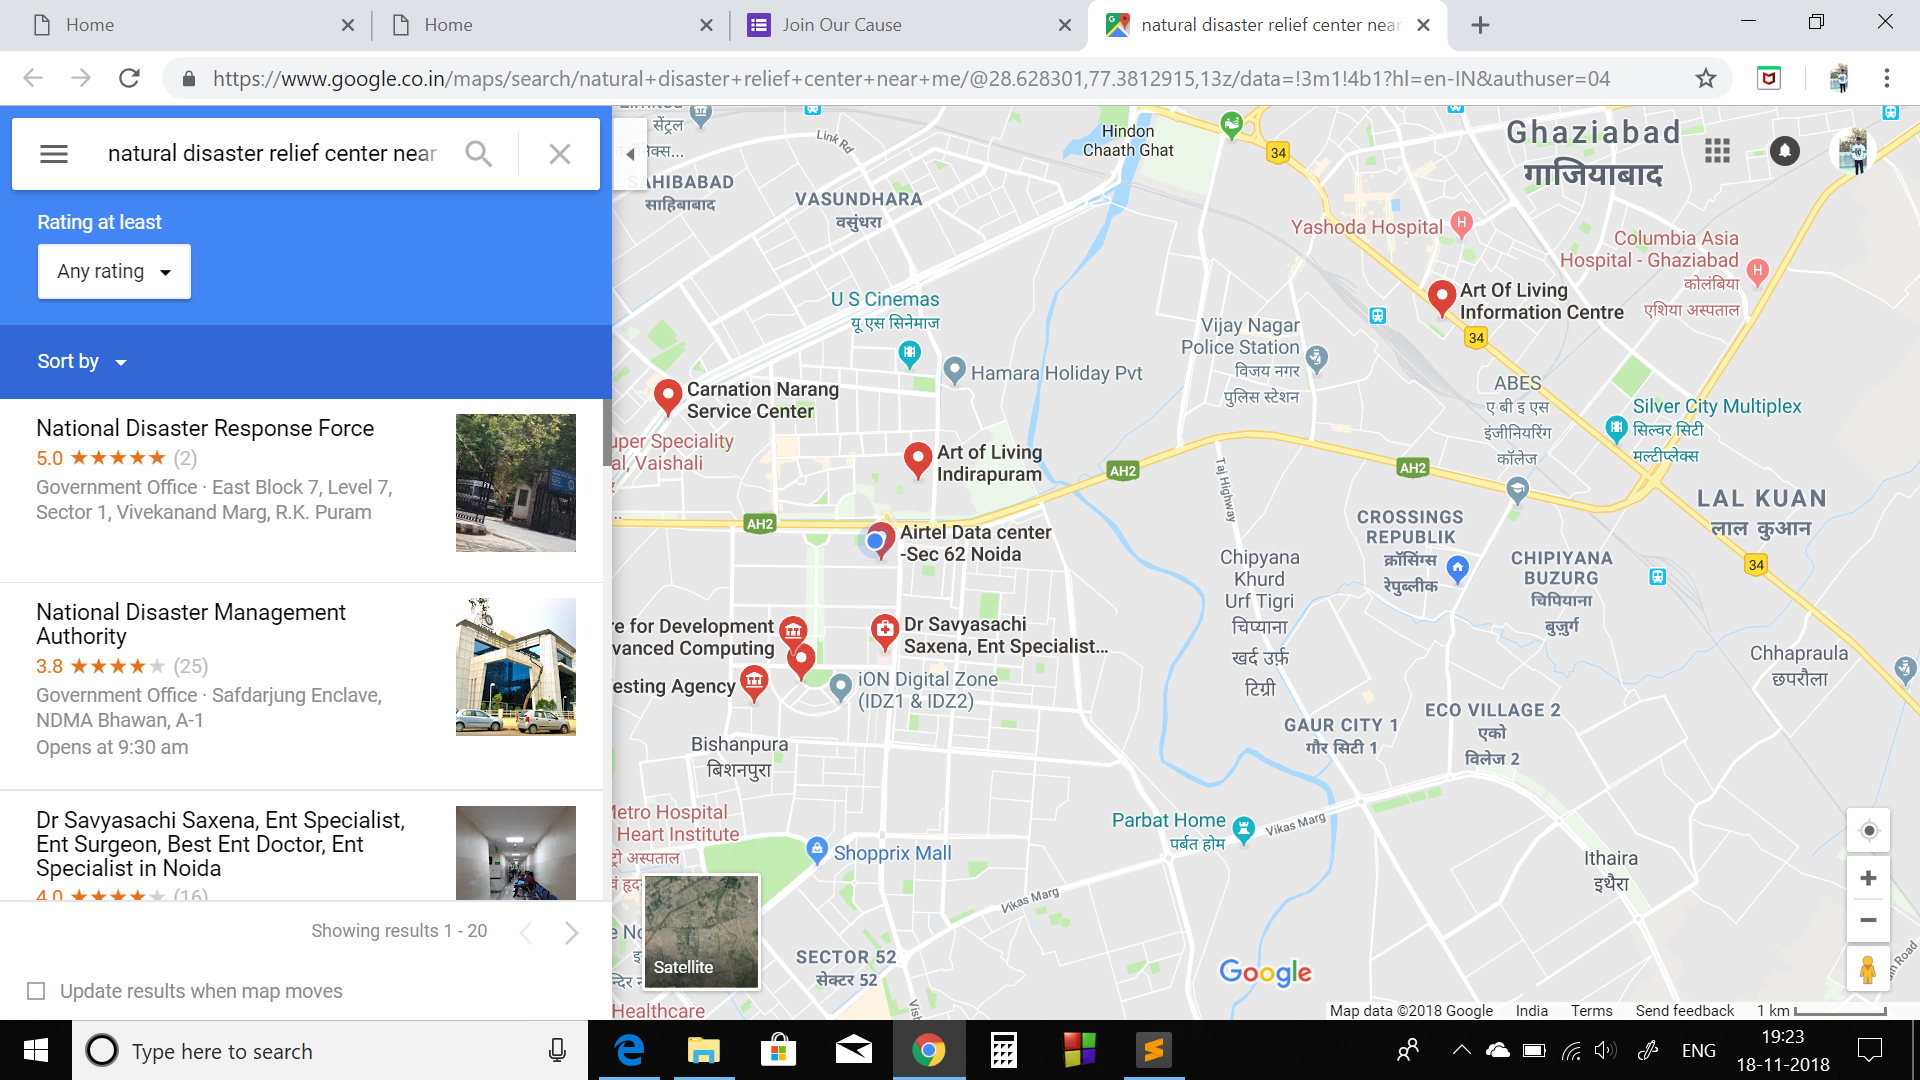 Home
Home
Join Our Cause
natural disaster relief center near
https://www.google.co.in/maps/search/natural+disaster+relief+center+near+me/@28.628301,77.3812915,13z/data=!3m1!4b1?hl=en-IN&authuser=04
natural disaster relief center near
Rating at least
Any rating
Sort by
National Disaster Response Force
5.0 ★★★★★ (2)
Government Office · East Block 7, Level 7,
Sector 1, Vivekanand Marg, R.K. Puram
National Disaster Management
Authority
3.8 ★★★★★ (25)
Government Office · Safdarjung Enclave,
NDMA Bhawan, A-1
Opens at 9:30 am
Dr Savyasachi Saxena, Ent Specialist,
Ent Surgeon, Best Ent Doctor, Ent
Specialist in Noida
4.0 ★★★★★ (16)
Showing results 1 - 20
Update results when map moves
सेंट्रल
SAHIBABAD
साहिबाबाद
Link Rd
VASUNDHARA
वसुंधरा
Hindon
Chaath Ghat
34
Ghaziabad
गाजियाबाद
Yashoda Hospital
H
Columbia Asia
Hospital - Ghaziabad
कोलंबिया
एशिया अस्पताल
H
Art Of Living
Information Centre
34
U S Cinemas
यू एस सिनेमाज
Hamara Holiday Pvt
Vijay Nagar
Police Station
विजय नगर
पुलिस स्टेशन
Carnation Narang
Service Center
uper Speciality
al, Vaishali
Art of Living
Indirapuram
AH2
AH2
AH2
ABES
ए बी इ एस
इंजीनियरिंग
कॉलेज
Silver City Multiplex
सिल्वर सिटी
मल्टीप्लेक्स
Taj Highway
LAL KUAN
लाल कुआन
34
Airtel Data center
-Sec 62 Noida
CROSSINGS
REPUBLIK
क्रॉसिंग्स
रेपुब्लीक
Chipyana
Khurd
Urf Tigri
चिप्याना
खर्द उर्फ़
टिग्री
CHIPIYANA
BUZURG
चिपियाना
बुज़ुर्ग
e for Development
vanced Computing
Dr Savyasachi
Saxena, Ent Specialist...
esting Agency
iON Digital Zone
(IDZ1 & IDZ2)
Chhapraula
छपरौला
Bishanpura
बिशनपुरा
GAUR CITY 1
गौर सिटी 1
ECO VILLAGE 2
एको
विलेज 2
Metro Hospital
Heart Institute
ट्रो अस्पताल
Shopprix Mall
Parbat Home
पर्बत होम
Vikas Marg
Vikas Marg
Ithaira
इथैरा
Satellite
SECTOR 52
सेक्टर 52
Healthcare
Google
Map data ©2018 Google India Terms Send feedback 1 km
Type here to search
ENG
19:23
18-11-2018